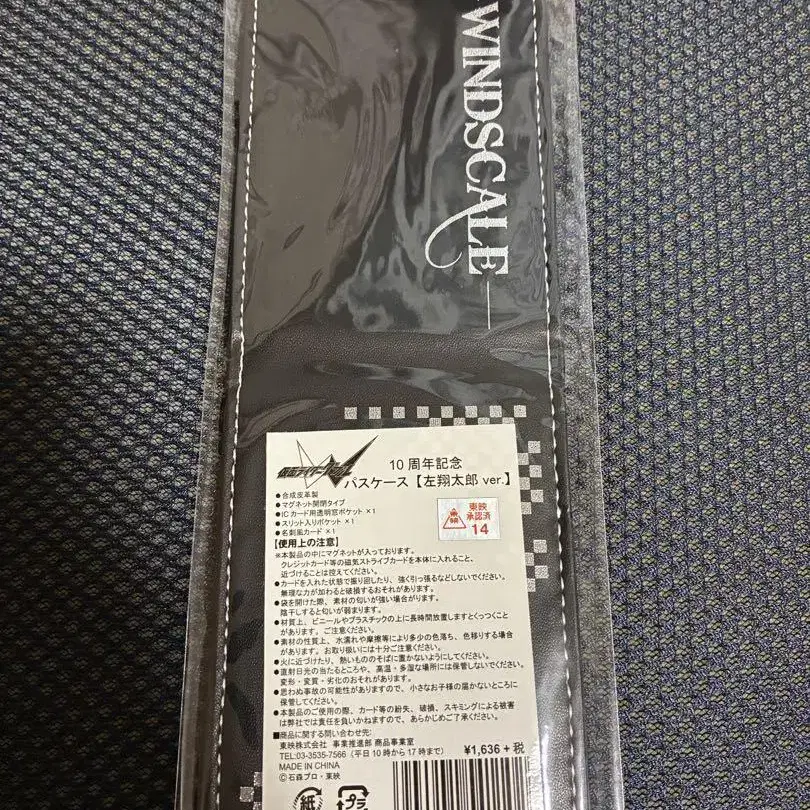 WINDSCALE
仮面ライダーW
10周年記念
パスケース【左翔太郎 ver.】
●合成皮革製
●マグネット開閉タイプ
●ICカード用透明窓ポケット ×1
●スリット入りポケット ×1
●名刺風カード ×1
東映
承認済
14
【使用上の注意】
※本製品の中にマグネットが入っております。
クレジットカード等の磁気ストライプカードを本体に入れること、
近づけることは控えてください。
●カードを入れた状態で振り回したり、強く引っ張るなどしないでください。
無理な力が加わると破損するおそれがあります。
●袋を開けた際、素材の匂いが強い場合がります。
陰干しすると匂いが弱まります。
●材質上、ビニールやプラスチックの上に長時間放置しますとくっつくこと
があります。ご注意ください。
●素材の性質上、水濡れや摩擦等により多少の色落ち、色移りする場合
があります。お取り扱いには十分ご注意ください。
●火に近づけたり、熱いもののそばに置かないようにしてください。
●直射日光の当たるところや、高温・多湿な場所には保管しないでください。
変形・変質・劣化のおそれがあります。
●思わぬ事故の可能性がありますので、小さなお子様の届かないところに
保管してください。
●本製品のご使用の際、カード等の紛失、破損、スキミングによる被害
は弊社では責任を負いかねますので、あらかじめご了承ください。
■商品に関する問い合わせ先:
東映株式会社 事業推進部 商品事業室
TEL:03-3535-7566（平日10時から17時まで）
MADE IN CHINA
Ⓒ石森プロ・東映
¥1,636 + 税
紙
プラ